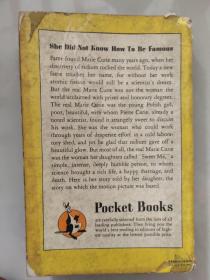 She Did Not Know How To Be Famous
Fame found Marie Curie many years ago, when her
discovery of radium rocked the world. Today a new
fame touches her name, for without her work
atomic fission would still be a scientist's dream.
But the real Marie Curie was not the woman the
world showered with prizes and honorary degrees...
The real Marie Curie was the young Polish girl,
poor, beautiful, with whom Pierre Curie, already a
noted scientist, found it strangely sweet to discuss
his work. She was the woman who could work
through years of desperate effort in a cold labora-
tory shed, and yet be glad that radium gave off a
beautiful glow. But most of all, the real Marie Curie
was the woman her daughter called "Sweet Mé," a
simple, intense, deeply humble person, to whom
science brought a rich life, a happy marriage, and
death. Here is her story told by her daughter, the
story on which the motion picture was based.
Pocket Books
are carefully selected from the lists of all
leading publishers. They bring you the
world's best reading in editions of high-
est quality at the lowest possible price.